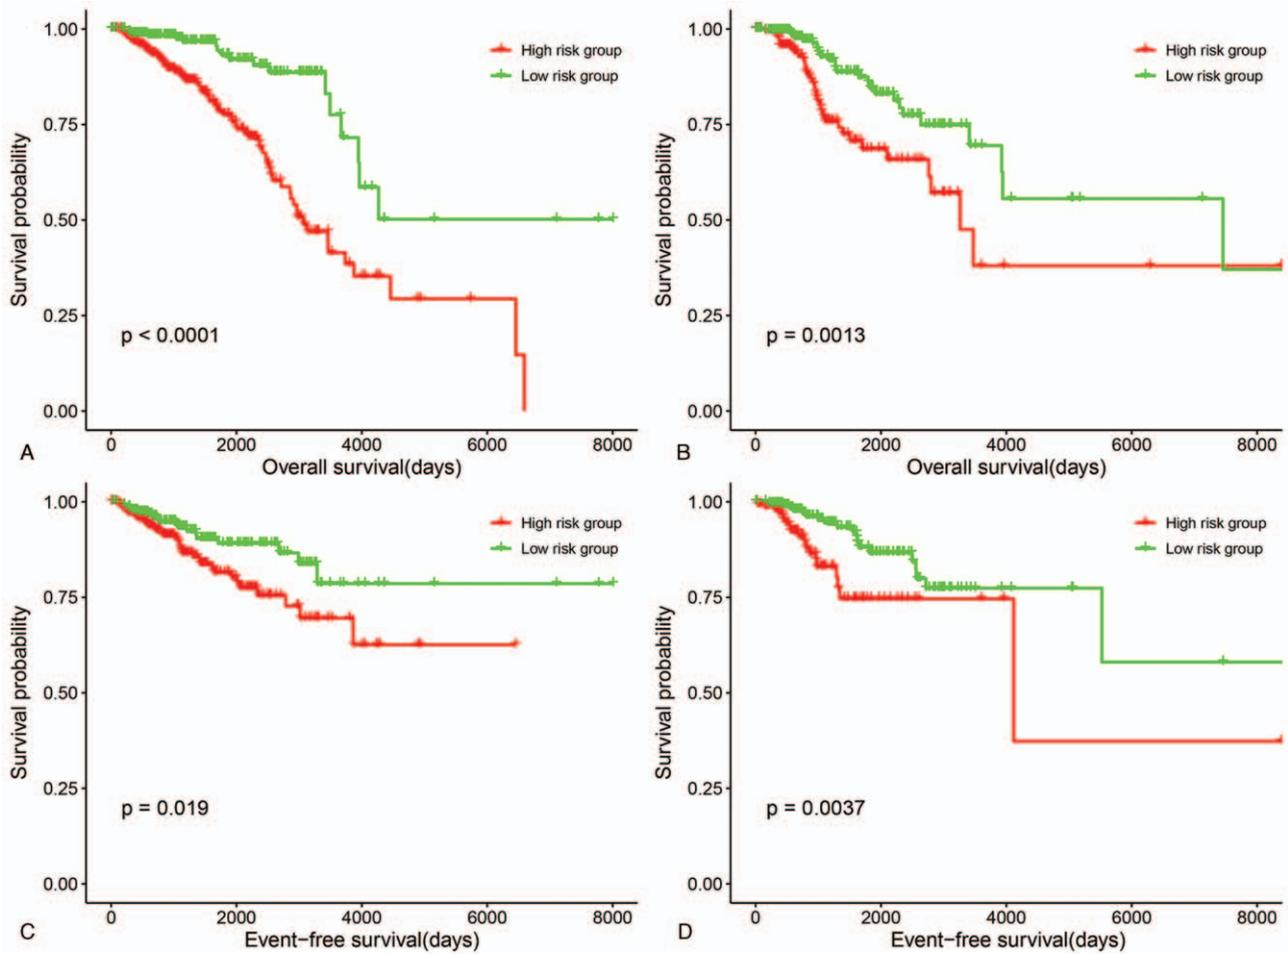 1.00
0.75
0.50
0.25
0.00
Survival probability
High risk group
Low risk group
p < 0.0001
0 2000 4000 6000 8000
A Overall survival(days)
1.00
0.75
0.50
0.25
0.00
Survival probability
High risk group
Low risk group
p = 0.0013
0 2000 4000 6000 8000
B Overall survival(days)
1.00
0.75
0.50
0.25
0.00
Survival probability
High risk group
Low risk group
p = 0.019
0 2000 4000 6000 8000
C Event-free survival(days)
1.00
0.75
0.50
0.25
0.00
Survival probability
High risk group
Low risk group
p = 0.0037
0 2000 4000 6000 8000
D Event-free survival(days)